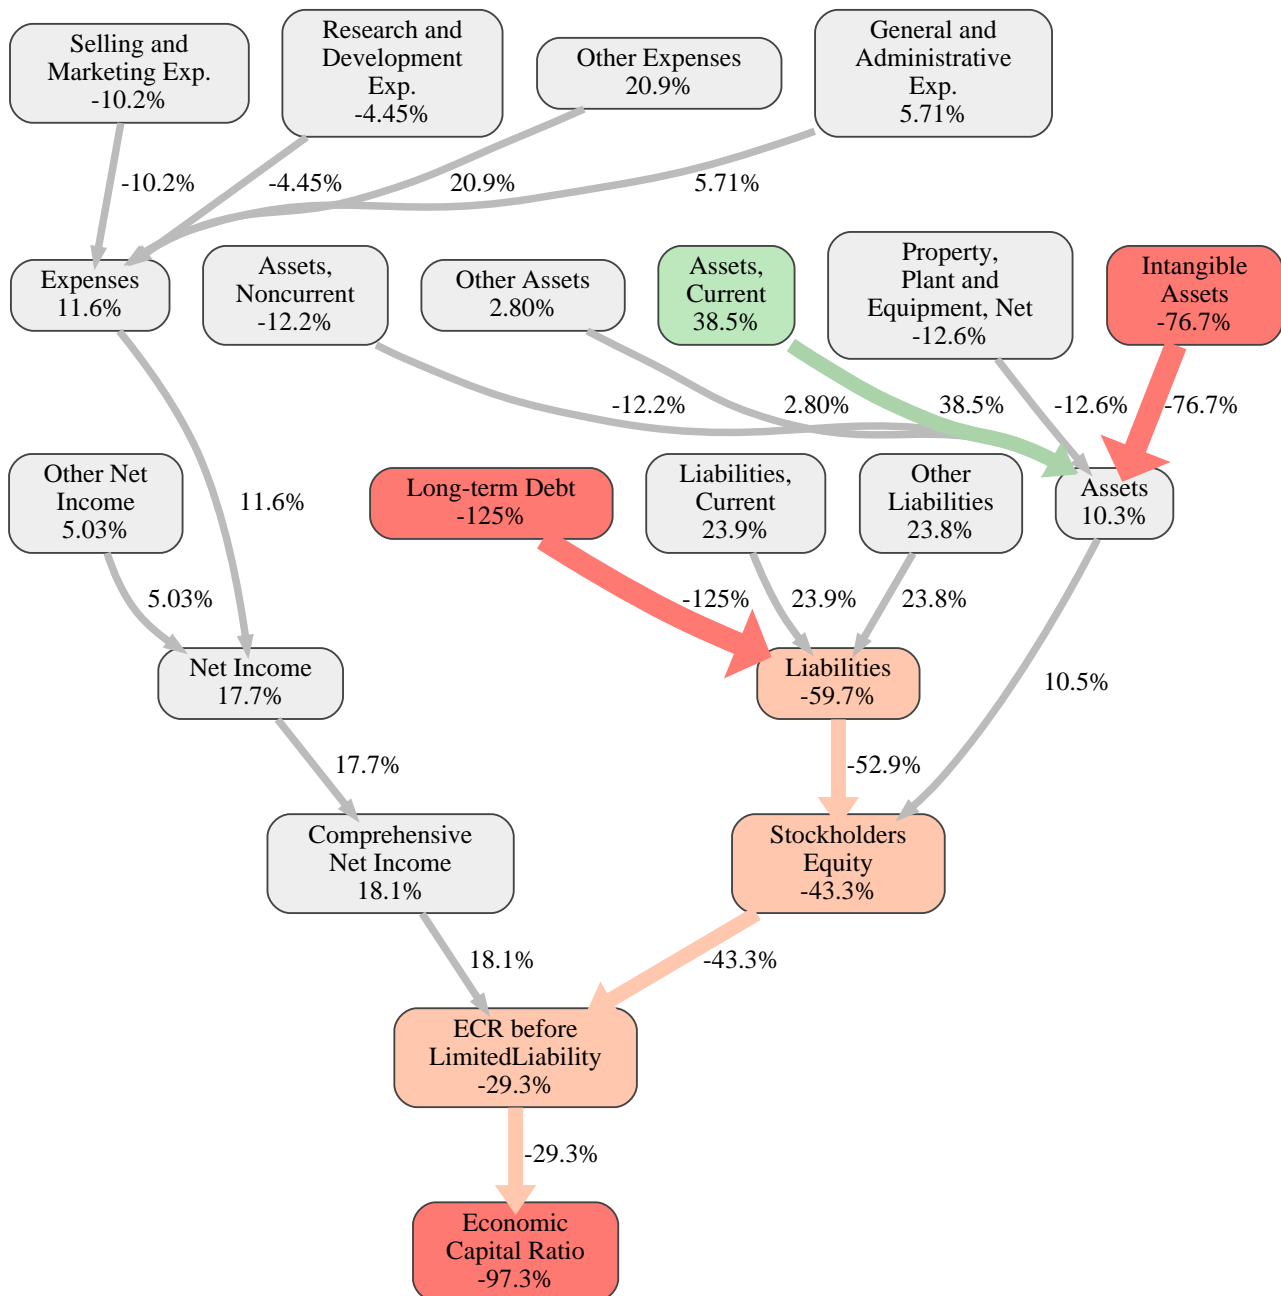 Selling and
Marketing Exp.
-10.2%
Research and
Development
Exp.
-4.45%
Other Expenses
20.9%
General and
Administrative
Exp.
5.71%
-10.2%
-4.45%
20.9%
5.71%
Expenses
11.6%
Assets,
Noncurrent
-12.2%
Other Assets
2.80%
Assets,
Current
38.5%
Property,
Plant and
Equipment, Net
-12.6%
Intangible
Assets
-76.7%
-12.2%
2.80%
38.5%
-12.6%
-76.7%
Other Net
Income
5.03%
11.6%
Long-term Debt
-125%
Liabilities,
Current
23.9%
Other
Liabilities
23.8%
Assets
10.3%
5.03%
-125%
23.9%
23.8%
Net Income
17.7%
Liabilities
-59.7%
10.5%
17.7%
-52.9%
Comprehensive
Net Income
18.1%
Stockholders
Equity
-43.3%
18.1%
-43.3%
ECR before
LimitedLiability
-29.3%
-29.3%
Economic
Capital Ratio
-97.3%